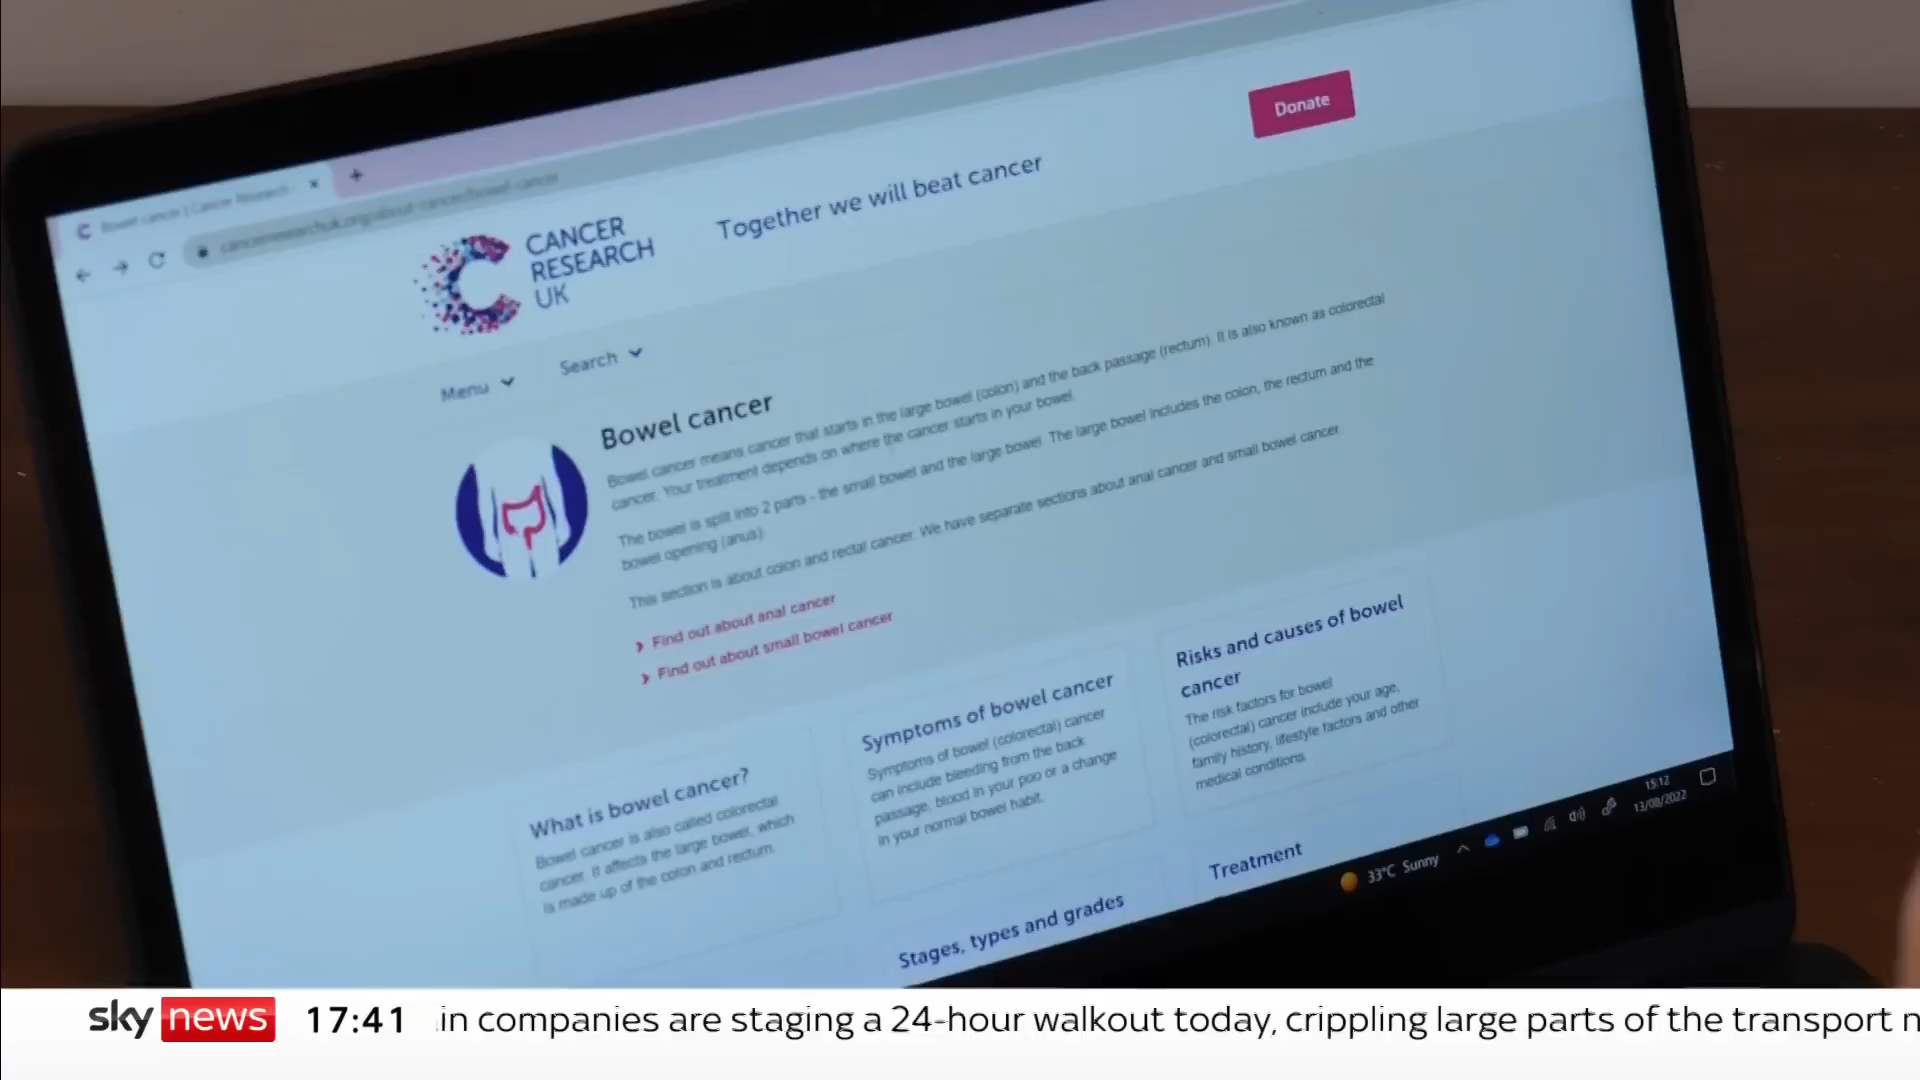 Bowel cancer | Cancer Research
cancerresearchuk.org/about-cancer/bowel-cancer
CANCER
RESEARCH
UK
Together we will beat cancer
Donate
Menu
Search
Bowel cancer
Bowel cancer means cancer that starts in the large bowel (colon) and the back passage (rectum). It is also known as colorectal
cancer. Your treatment depends on where the cancer starts in your bowel.
The bowel is split into 2 parts - the small bowel and the large bowel. The large bowel includes the colon, the rectum and the
bowel opening (anus).
This section is about colon and rectal cancer. We have separate sections about anal cancer and small bowel cancer.
Find out about anal cancer
Find out about small bowel cancer
What is bowel cancer?
Bowel cancer is also called colorectal
cancer. It affects the large bowel, which
is made up of the colon and rectum.
Symptoms of bowel cancer
Symptoms of bowel (colorectal) cancer
can include bleeding from the back
passage, blood in your poo or a change
in your normal bowel habit.
Risks and causes of bowel
cancer
The risk factors for bowel
(colorectal) cancer include your age,
family history, lifestyle factors and other
medical conditions.
Stages, types and grades
Treatment
33°C Sunny
15:12
13/08/2022
sky news 17:41 in companies are staging a 24-hour walkout today, crippling large parts of the transport n